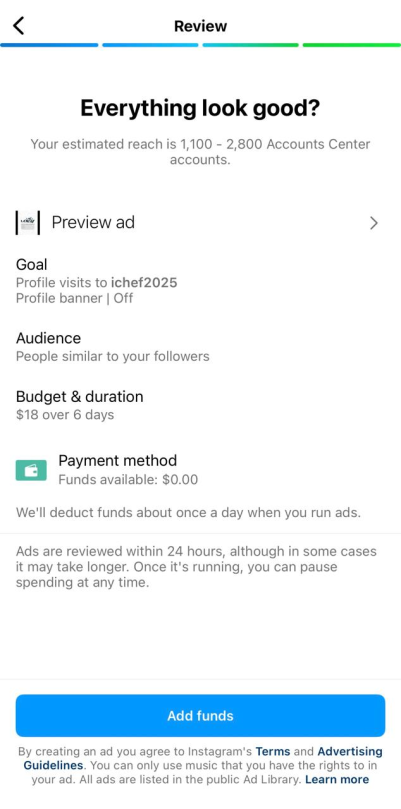 Review
Everything look good?
Your estimated reach is 1,100 - 2,800 Accounts Center
accounts.
Preview ad
Goal
Profile visits to ichef2025
Profile banner | Off
Audience
People similar to your followers
Budget & duration
$18 over 6 days
Payment method
Funds available: $0.00
We'll deduct funds about once a day when you run ads.
Ads are reviewed within 24 hours, although in some cases
it may take longer. Once it's running, you can pause
spending at any time.
Add funds
By creating an ad you agree to Instagram's Terms and Advertising
Guidelines. You can only use music that you have the rights to in
your ad. All ads are listed in the public Ad Library. Learn more